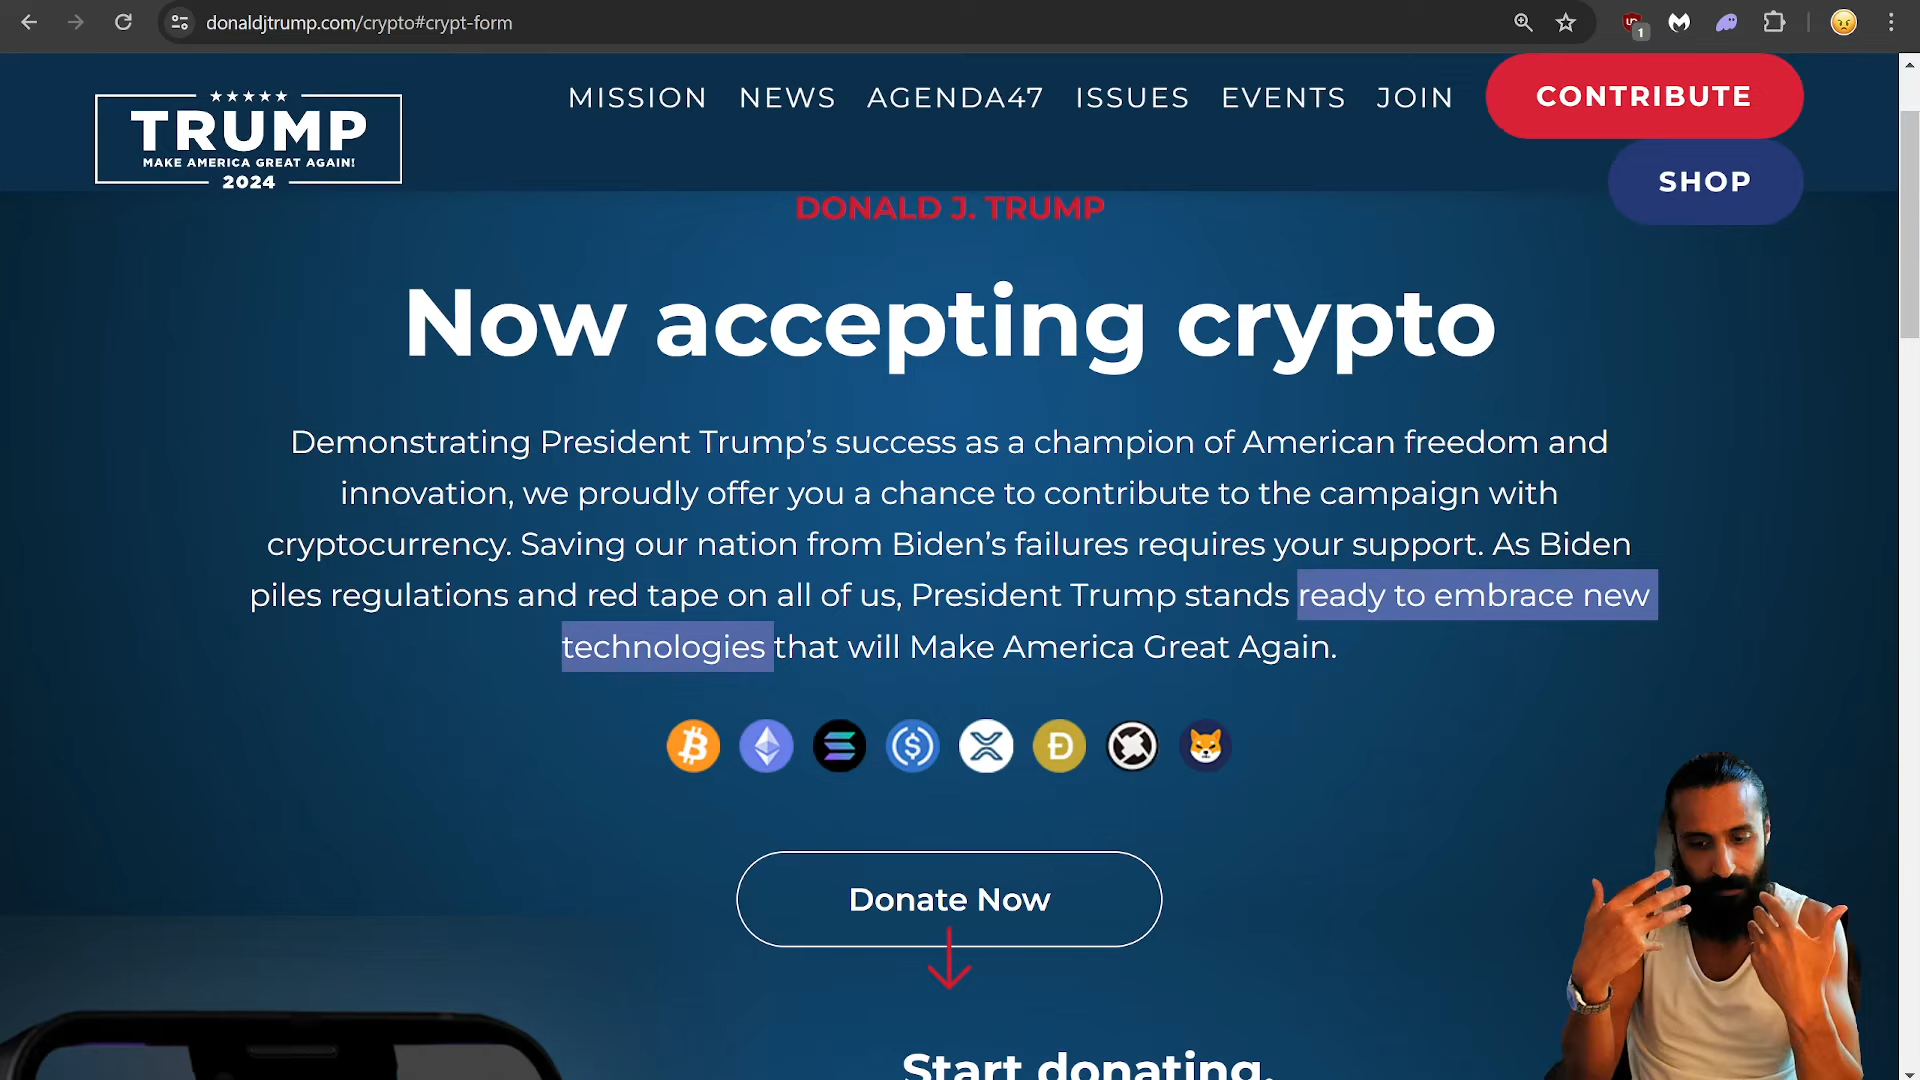 donaldjtrump.com/crypto#crypt-form
1
★★★★★
TRUMP
MAKE AMERICA GREAT AGAIN!
2024
MISSION
NEWS
AGENDA47
ISSUES
EVENTS
JOIN
CONTRIBUTE
SHOP
DONALD J. TRUMP
Now accepting crypto
Demonstrating President Trump’s success as a champion of American freedom and
innovation, we proudly offer you a chance to contribute to the campaign with
cryptocurrency. Saving our nation from Biden’s failures requires your support. As Biden
piles regulations and red tape on all of us, President Trump stands ready to embrace new
technologies that will Make America Great Again.
Donate Now
Start donating.